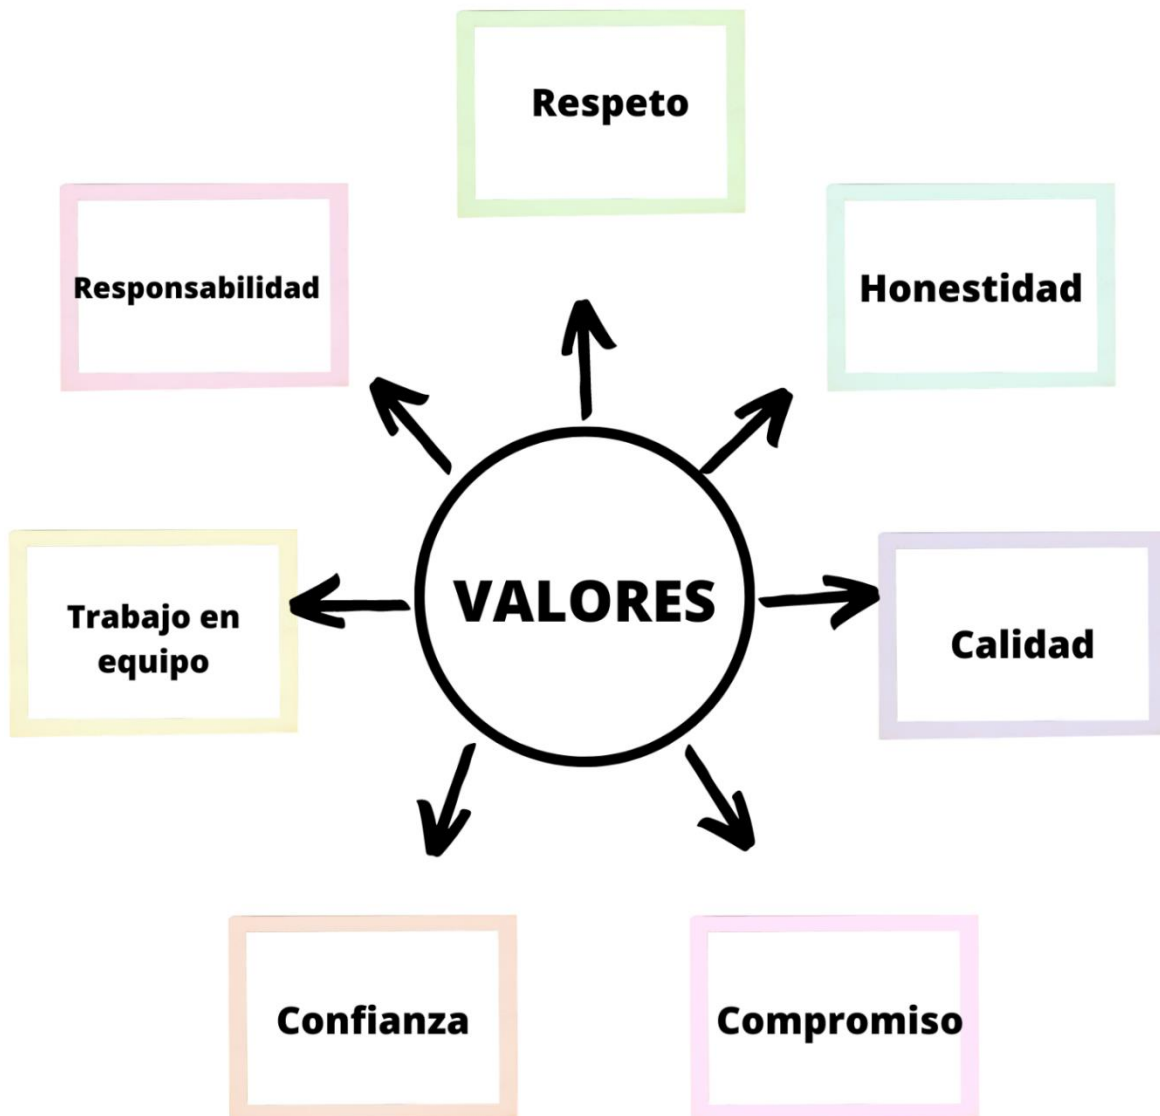 Respeto
Responsabilidad
Honestidad
VALORES
Trabajo en
equipo
Calidad
Confianza
Compromiso